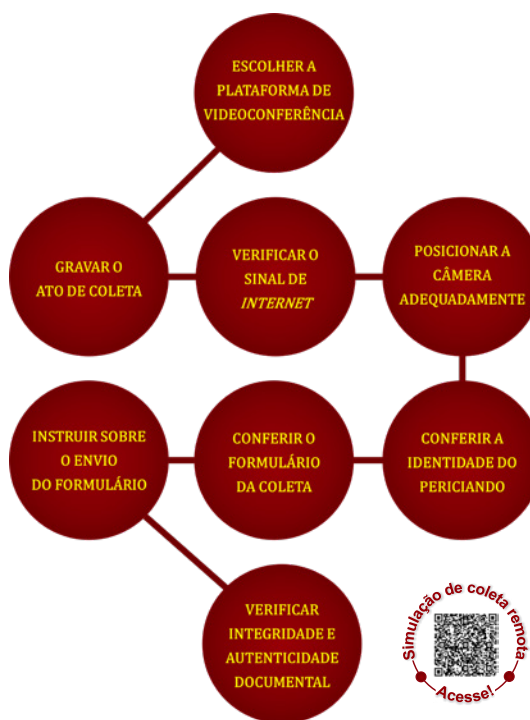 ESCOLHER A
PLATAFORMA DE
VIDEOCONFERÊNCIA
GRAVAR O
ATO DE COLETA
VERIFICAR O
SINAL DE
INTERNET
POSICIONAR A
CÂMERA
ADEQUADAMENTE
CONFERIR A
IDENTIDADE DO
PERICIANDO
CONFERIR O
FORMULÁRIO
DA COLETA
INSTRUIR SOBRE
O ENVIO
DO FORMULÁRIO
VERIFICAR
INTEGRIDADE E
AUTENTICIDADE
DOCUMENTAL
Simulação de coleta remota
Acesse!